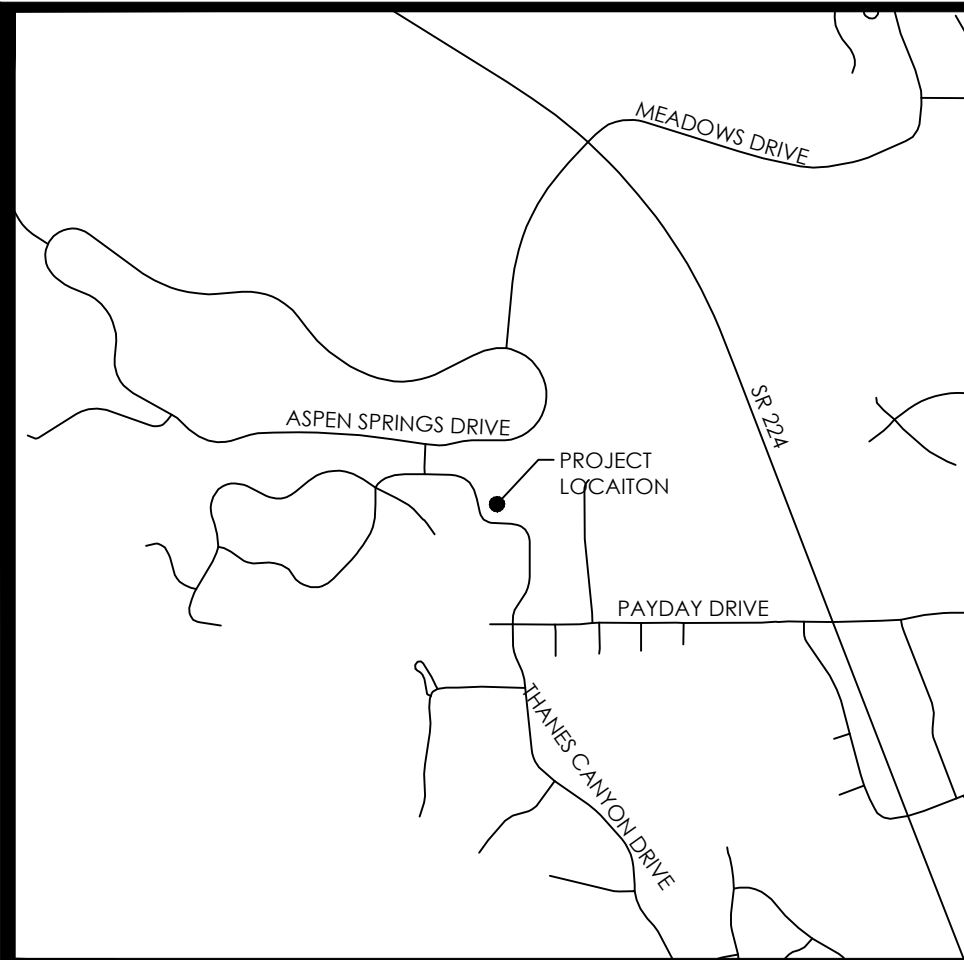 MEADOWS DRIVE
SR 224
ASPEN SPRINGS DRIVE
PROJECT
LOCAITON
PAYDAY DRIVE
THANES CANYON DRIVE